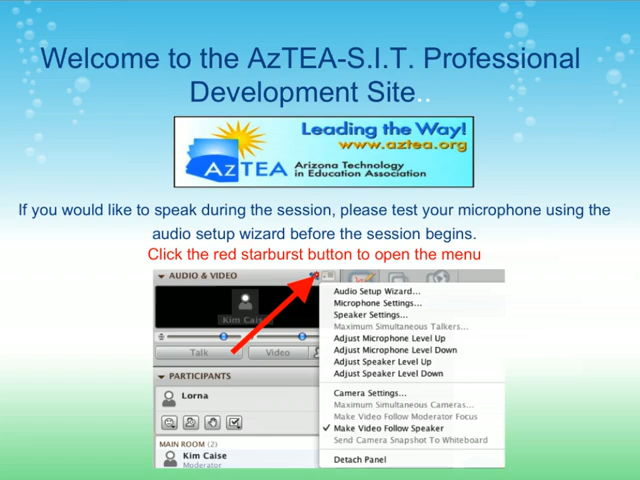 Welcome to the AzTEA-S.I.T. Professional
Development Site..
Leading the Way!
www.aztea.org
AzTEA
Arizona Technology
in Education Association
If you would like to speak during the session, please test your microphone using the
audio setup wizard before the session begins.
Click the red starburst button to open the menu
AUDIO & VIDEO
Kim Caise
Talk
Video
PARTICIPANTS
Lorna
MAIN ROOM (2)
Kim Caise
Moderator
Audio Setup Wizard...
Microphone Settings...
Speaker Settings...
Maximum Simultaneous Talkers...
Adjust Microphone Level Up
Adjust Microphone Level Down
Adjust Speaker Level Up
Adjust Speaker Level Down
Camera Settings...
Maximum Simultaneous Cameras...
Make Video Follow Moderator Focus
Make Video Follow Speaker
Send Camera Snapshot To Whiteboard
Detach Panel